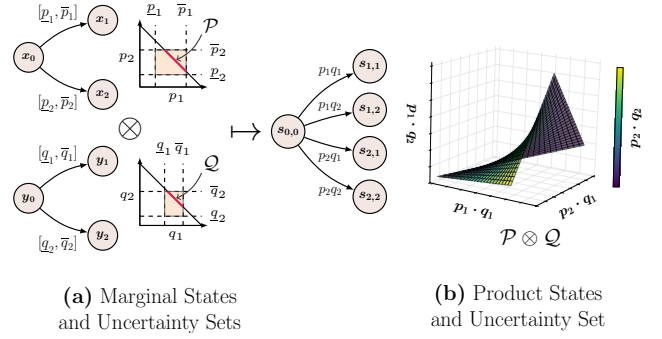 [p̲₁, p̅₁]
x₀
x₁
x₂
[p̲₂, p̅₂]
p̲₁ p̅₁
𝒫
p₂
p̅₂
p̲₂
p₁
⊗
[q̲₁, q̅₁]
y₀
y₁
y₂
[q̲₂, q̅₂]
q̲₁ q̅₁
𝒬
q₂
q̅₂
q̲₂
q₁
↦
s₀,₀
p₁q₁
s₁,₁
p₁q₂
s₁,₂
p₂q₁
s₂,₁
p₂q₂
s₂,₂
p₁ · q₂
p₁ · q₁
p₂ · q₁
p₂ · q₂
𝒫 ⊗ 𝒬
(a) Marginal States
and Uncertainty Sets
(b) Product States
and Uncertainty Set